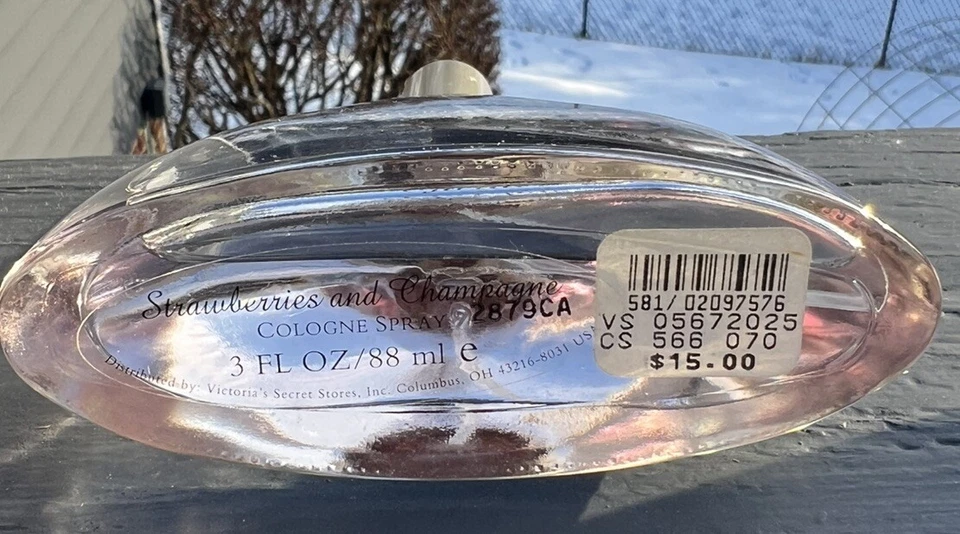 Strawberries and Champagne
COLOGNE SPRAY 2879CA
3 FL OZ/88 ml e
Distributed by: Victoria's Secret Stores, Inc. Columbus, OH 43216-8031 USA
581/02097576
VS 05672025
CS 566 070
$15.00